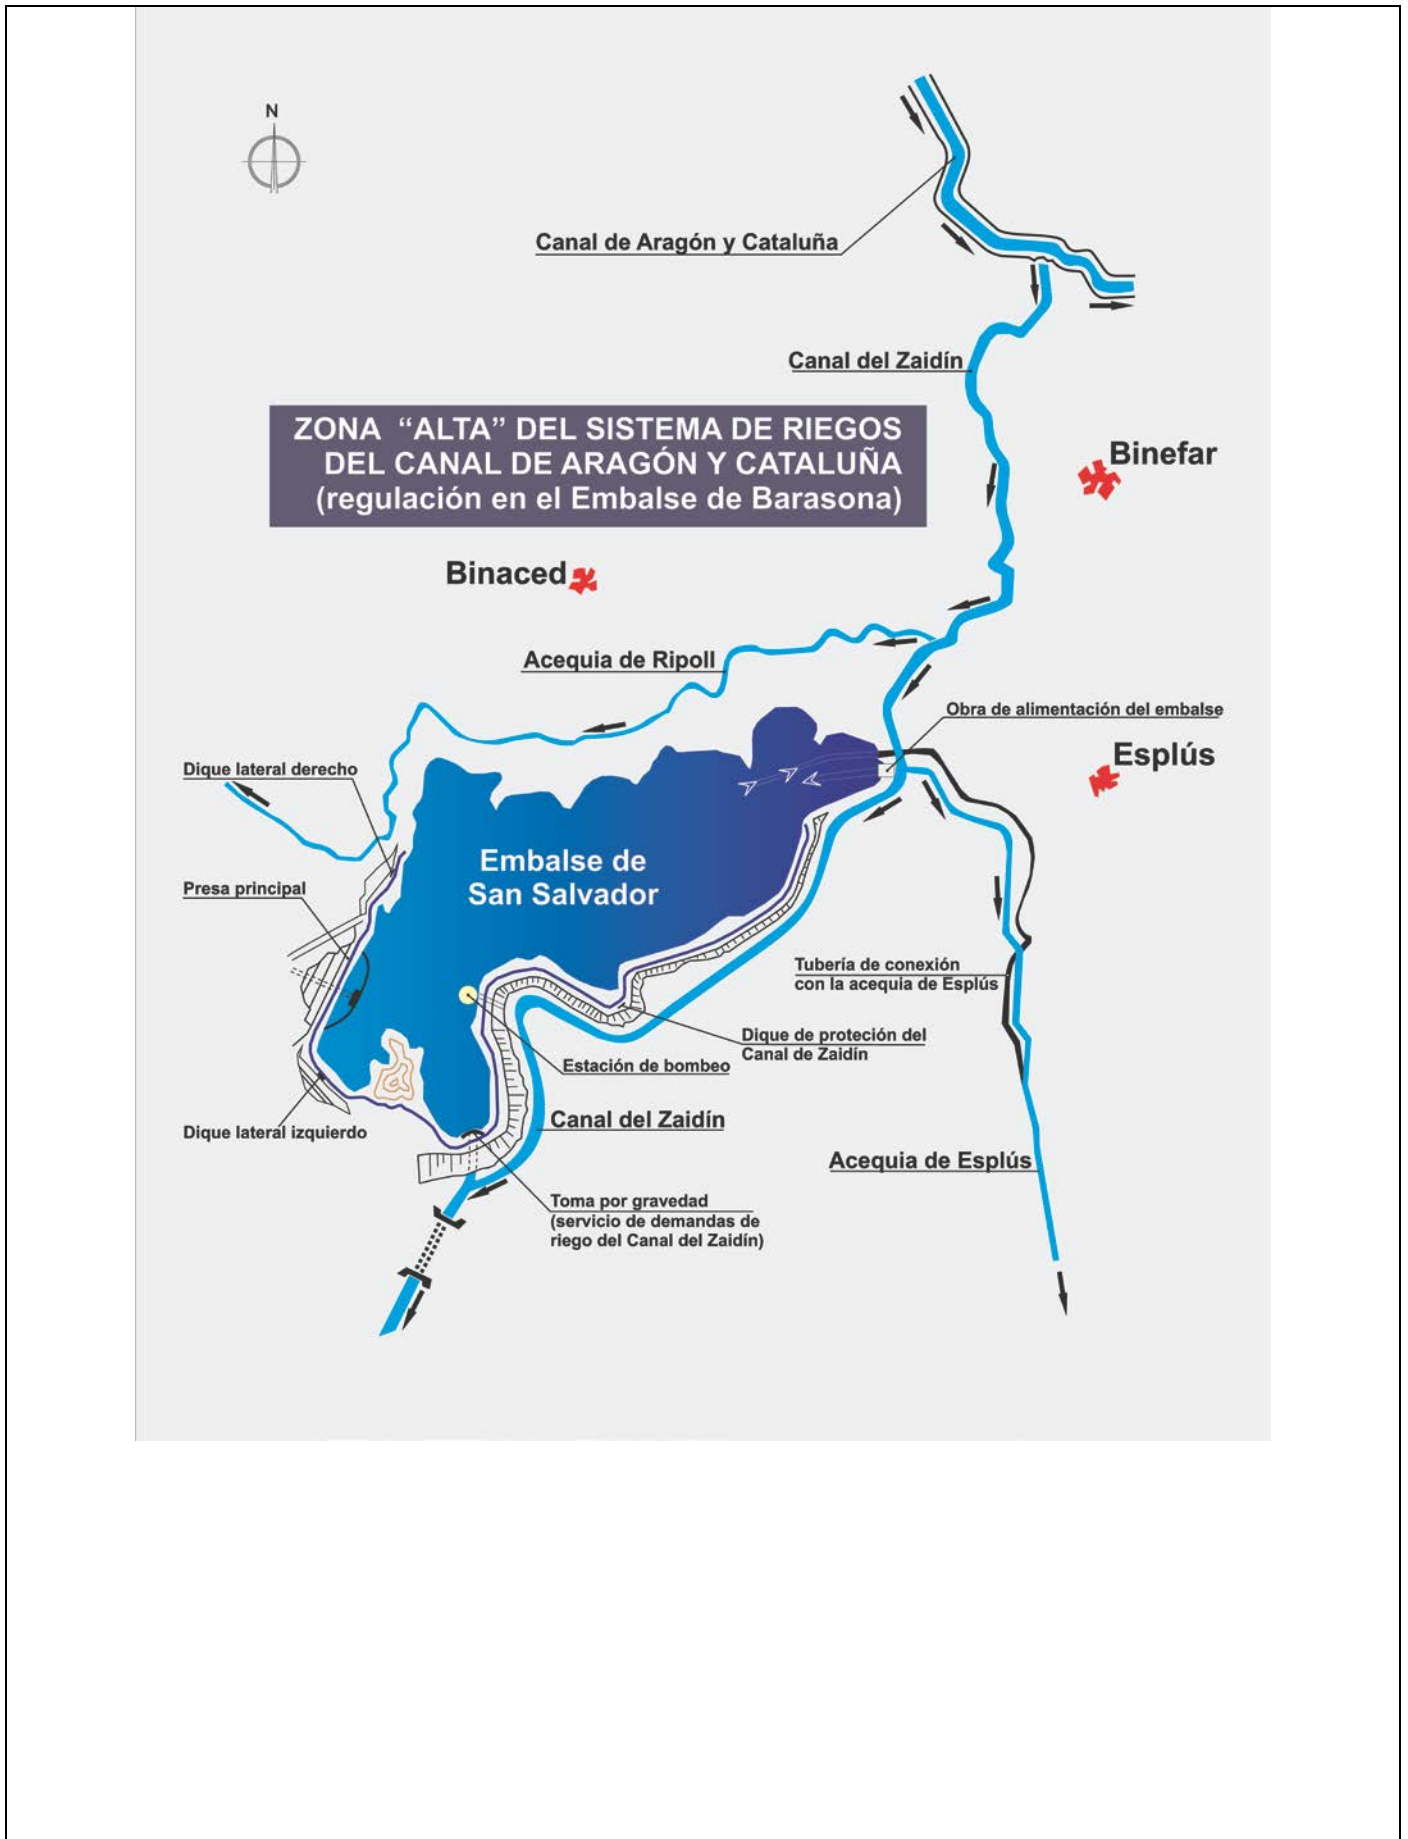 N
Canal de Aragón y Cataluña
Canal del Zaidín
ZONA “ALTA” DEL SISTEMA DE RIEGOS
DEL CANAL DE ARAGÓN Y CATALUÑA
(regulación en el Embalse de Barasona)
Binefar
Binaced
Acequia de Ripoll
Obra de alimentación del embalse
Esplús
Dique lateral derecho
Embalse de
San Salvador
Presa principal
Tubería de conexión
con la acequia de Esplús
Dique de proteción del
Canal de Zaidín
Estación de bombeo
Canal del Zaidín
Dique lateral izquierdo
Acequia de Esplús
Toma por gravedad
(servicio de demandas de
riego del Canal del Zaidín)